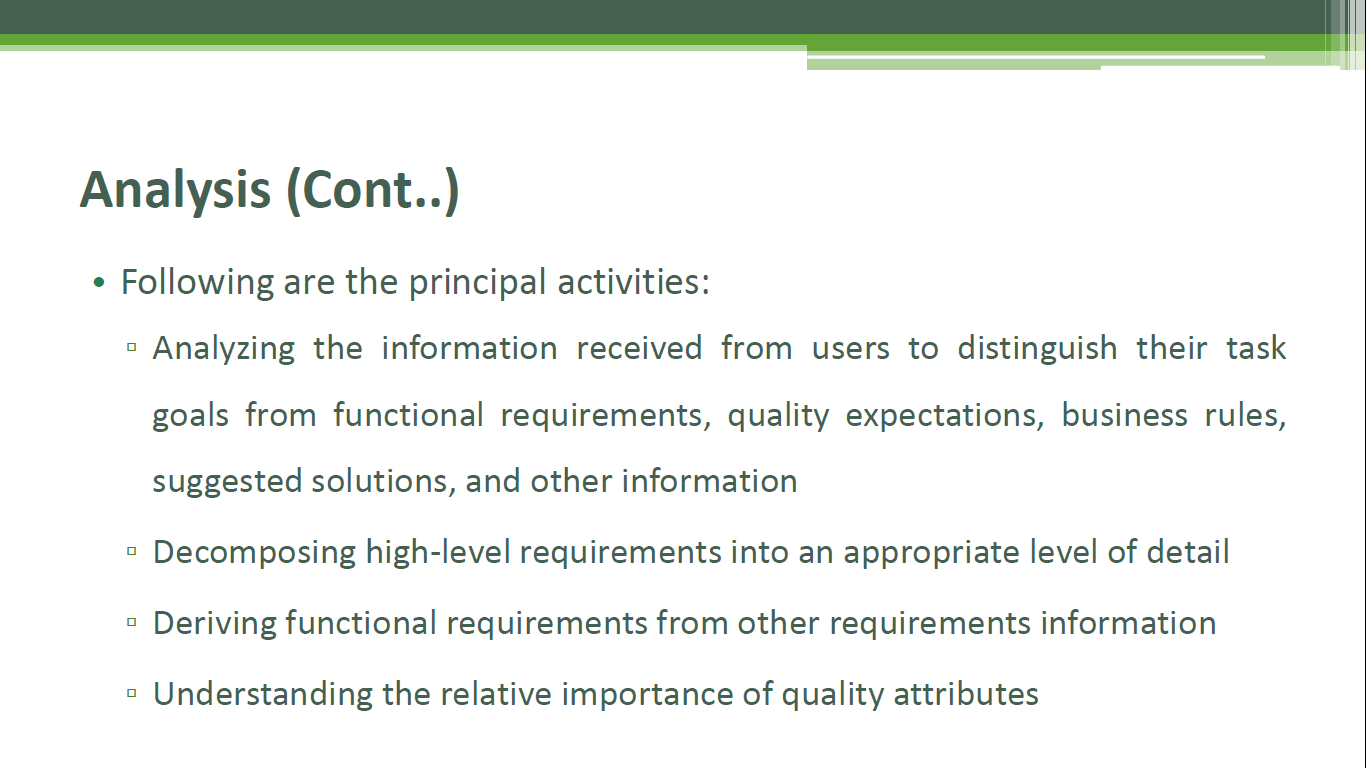 Analysis (Cont..)
• Following are the principal activities:
▫ Analyzing the information received from users to distinguish their task
goals from functional requirements, quality expectations, business rules,
suggested solutions, and other information
▫ Decomposing high-level requirements into an appropriate level of detail
▫ Deriving functional requirements from other requirements information
▫ Understanding the relative importance of quality attributes